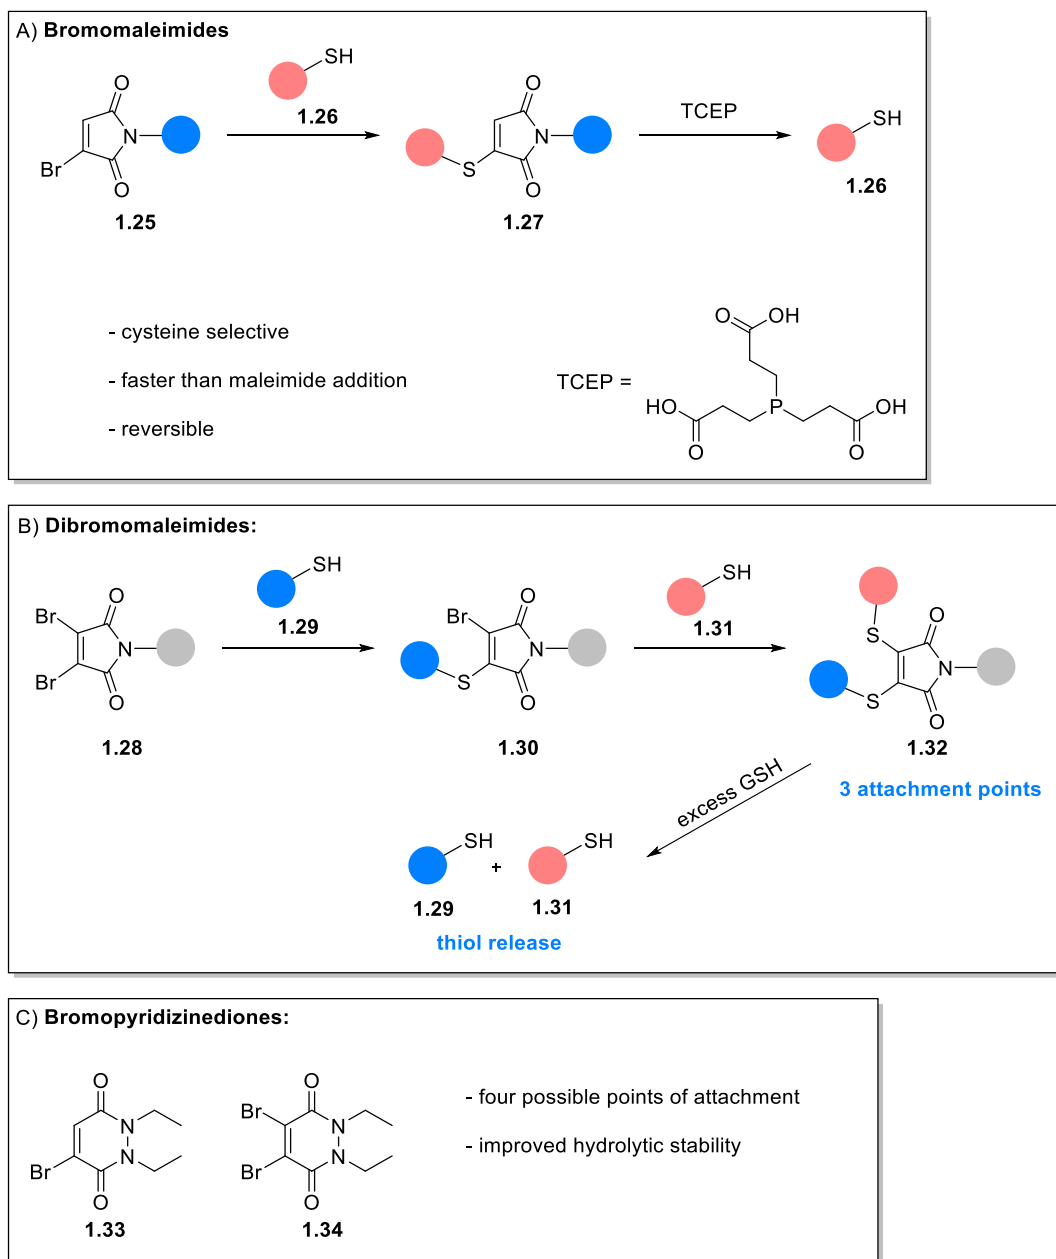 A) Bromomaleimides
SH
1.26
O
N
Br
O
1.25
O
N
S
O
1.27
TCEP
SH
1.26
- cysteine selective
- faster than maleimide addition
- reversible
TCEP =
O
OH
HO
O
P
OH
O
B) Dibromomaleimides:
SH
1.29
Br
O
N
Br
O
1.28
Br
O
N
S
O
1.30
SH
1.31
S
O
N
S
O
1.32
3 attachment points
excess GSH
SH
1.29
+
SH
1.31
thiol release
C) Bromopyridizinediones:
O
N
N
Br
O
1.33
O
Br
N
N
Br
O
1.34
- four possible points of attachment
- improved hydrolytic stability